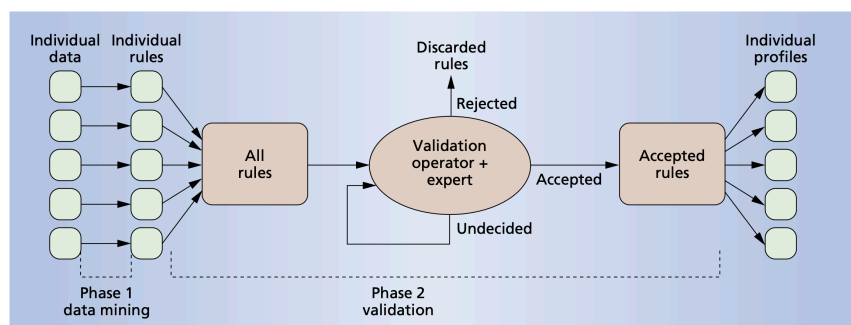 Individual
data
Individual
rules
Discarded
rules
Individual
profiles
Rejected
All
rules
Validation
operator +
expert
Accepted
Accepted
rules
Undecided
Phase 1
data mining
Phase 2
validation